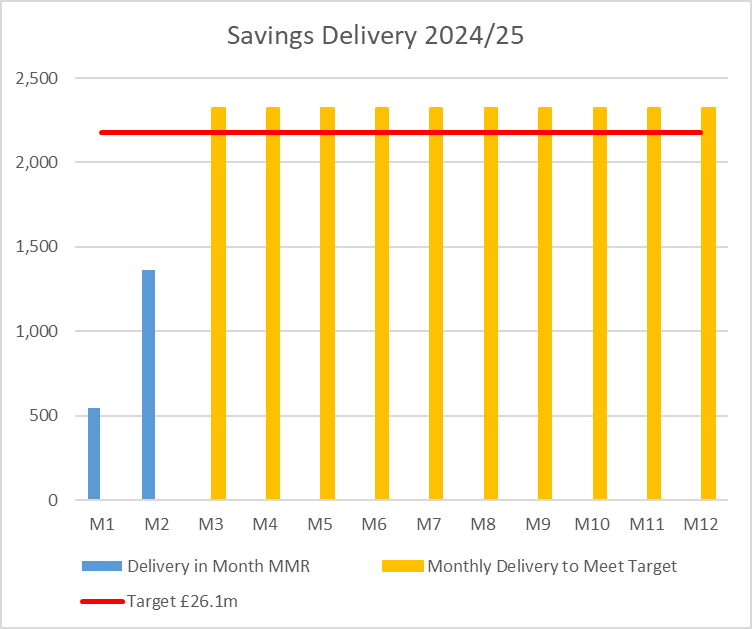 Savings Delivery 2024/25
2,500
2,000
1,500
1,000
500
0
M1 M2 M3 M4 M5 M6 M7 M8 M9 M10 M11 M12
Delivery in Month MMR Monthly Delivery to Meet Target
Target £26.1m